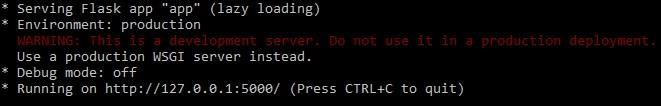 * Serving Flask app "app" (lazy loading)
* Environment: production
WARNING: This is a development server. Do not use it in a production deployment.
Use a production WSGI server instead.
* Debug mode: off
* Running on http://127.0.0.1:5000/ (Press CTRL+C to quit)